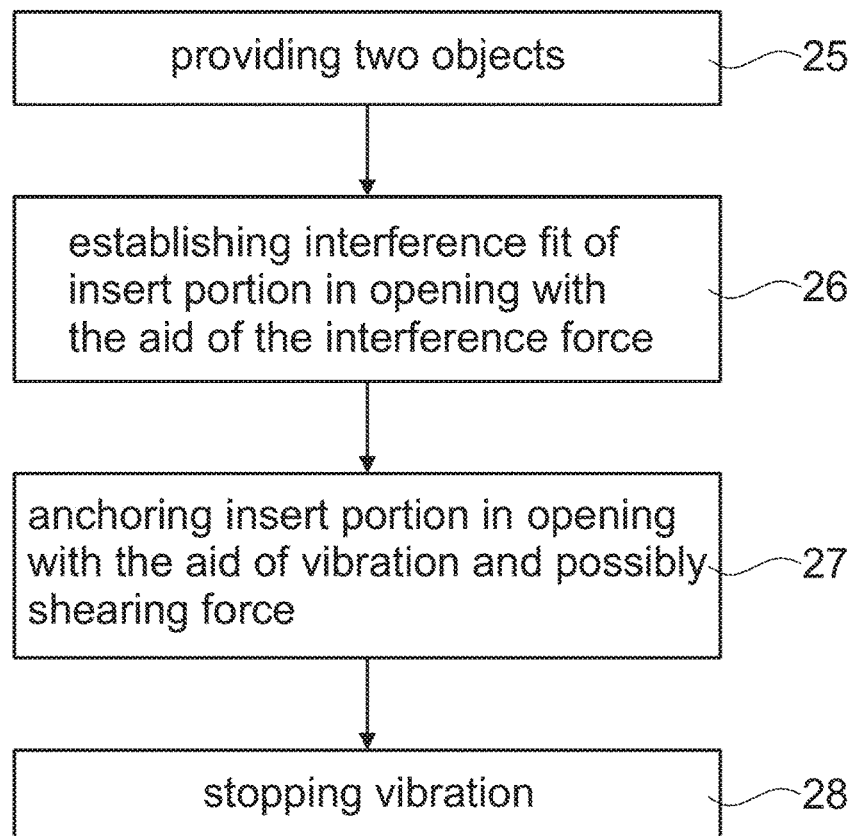 providing two objects
25
establishing interference fit of
insert portion in opening with
the aid of the interference force
26
anchoring insert portion in opening
with the aid of vibration and possibly
shearing force
27
stopping vibration
28